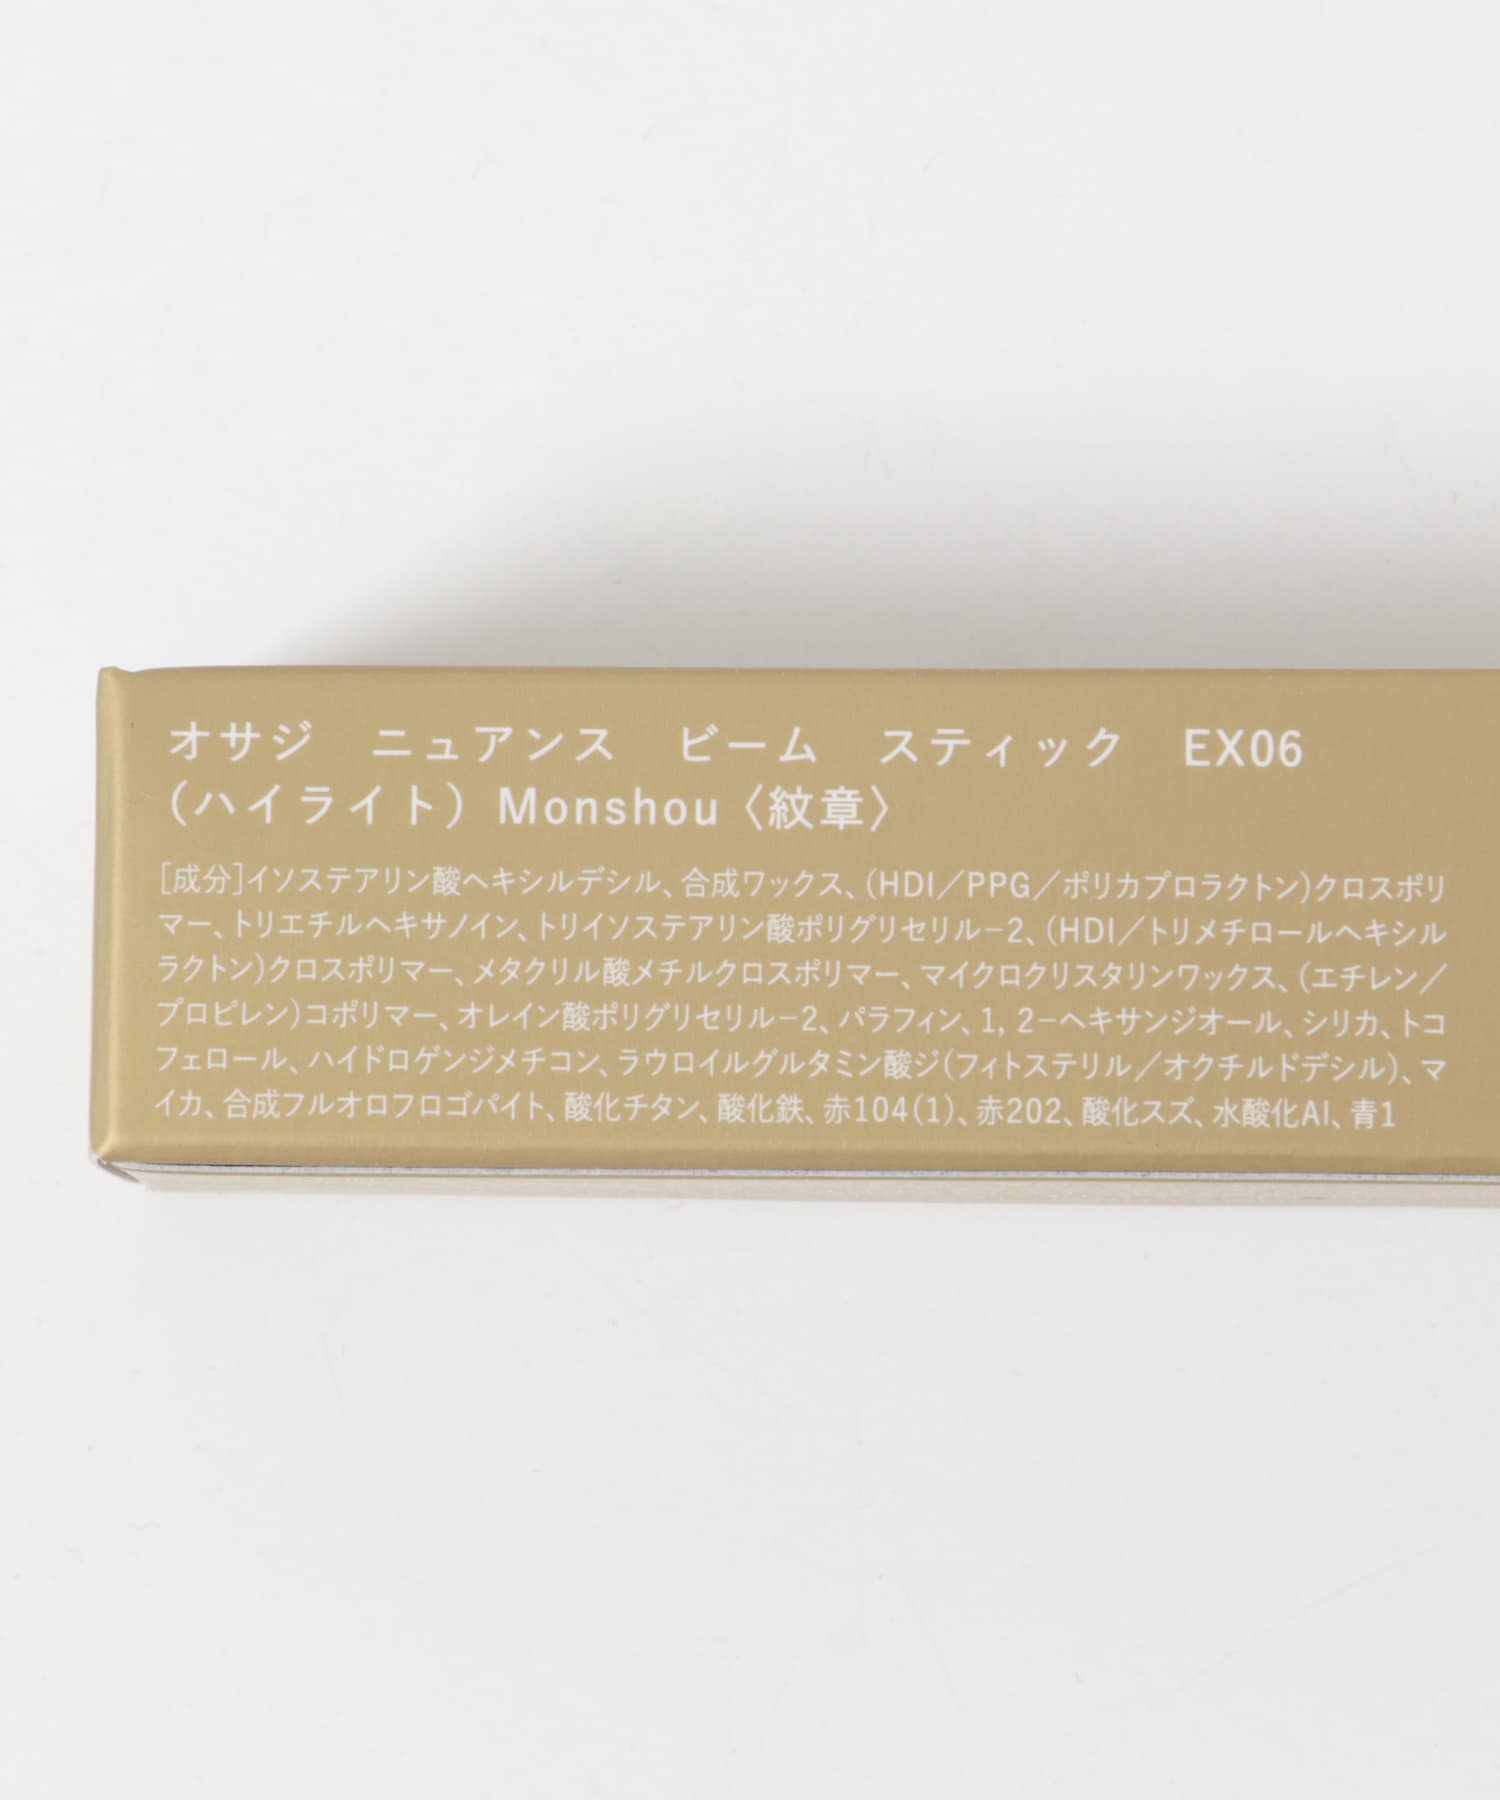 オサジ ニュアンス ビーム スティック EX06
（ハイライト）Monshou〈紋章〉
［成分］イソステアリン酸ヘキシルデシル、合成ワックス、（HDI／PPG／ポリカプロラクトン）クロスポリ
マー、トリエチルヘキサノイン、トリイソステアリン酸ポリグリセリル－2、（HDI／トリメチロールヘキシル
ラクトン）クロスポリマー、メタクリル酸メチルクロスポリマー、マイクロクリスタリンワックス、（エチレン／
プロピレン）コポリマー、オレイン酸ポリグリセリル－2、パラフィン、1, 2－ヘキサンジオール、シリカ、トコ
フェロール、ハイドロゲンジメチコン、ラウロイルグルタミン酸ジ（フィトステリル／オクチルドデシル）、マ
イカ、合成フルオロフロゴパイト、酸化チタン、酸化鉄、赤104（1）、赤202、酸化スズ、水酸化Al、青1